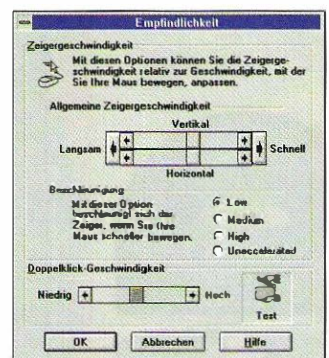 Empfindlichkeit
Zeigergeschwindigkeit
Mit diesen Optionen können Sie die Zeigerge-
schwindigkeit relativ zur Geschwindigkeit, mit der
Sie Ihre Maus bewegen, anpassen.
Allgemeine Zeigergeschwindigkeit
Vertikal
Langsam
Schnell
Horizontal
Beschleunigung
Mit dieser Option
beschleunigt sich der
Zeiger, wenn Sie Ihre
Maus schneller bewegen.
Low
Medium
High
Unaccelerated
Doppelklick-Geschwindigkeit
Niedrig
Hoch
Test
OK
Abbrechen
Hilfe